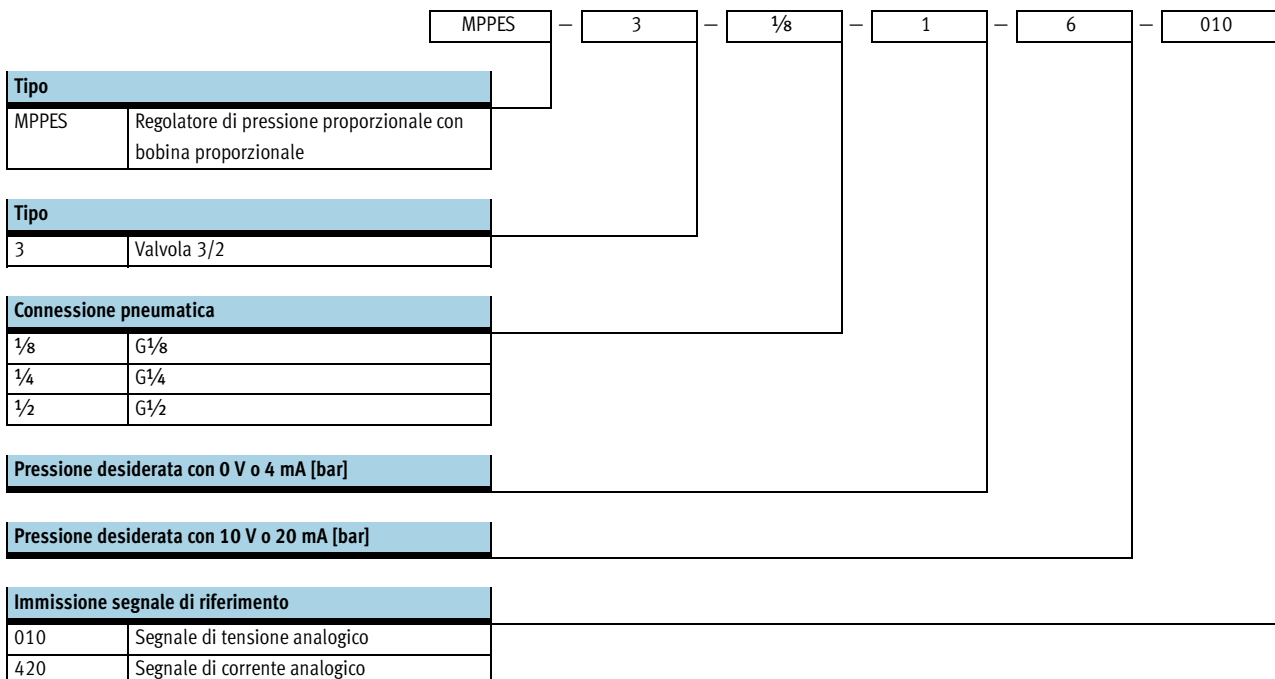 MPPES – 3 – ⅛ – 1 – 6 – 010
Tipo
MPPES Regolatore di pressione proporzionale con
bobina proporzionale
Tipo
3 Valvola 3/2
Connessione pneumatica
⅛ G⅛
¼ G¼
½ G½
Pressione desiderata con 0 V o 4 mA [bar]
Pressione desiderata con 10 V o 20 mA [bar]
Immissione segnale di riferimento
010 Segnale di tensione analogico
420 Segnale di corrente analogico